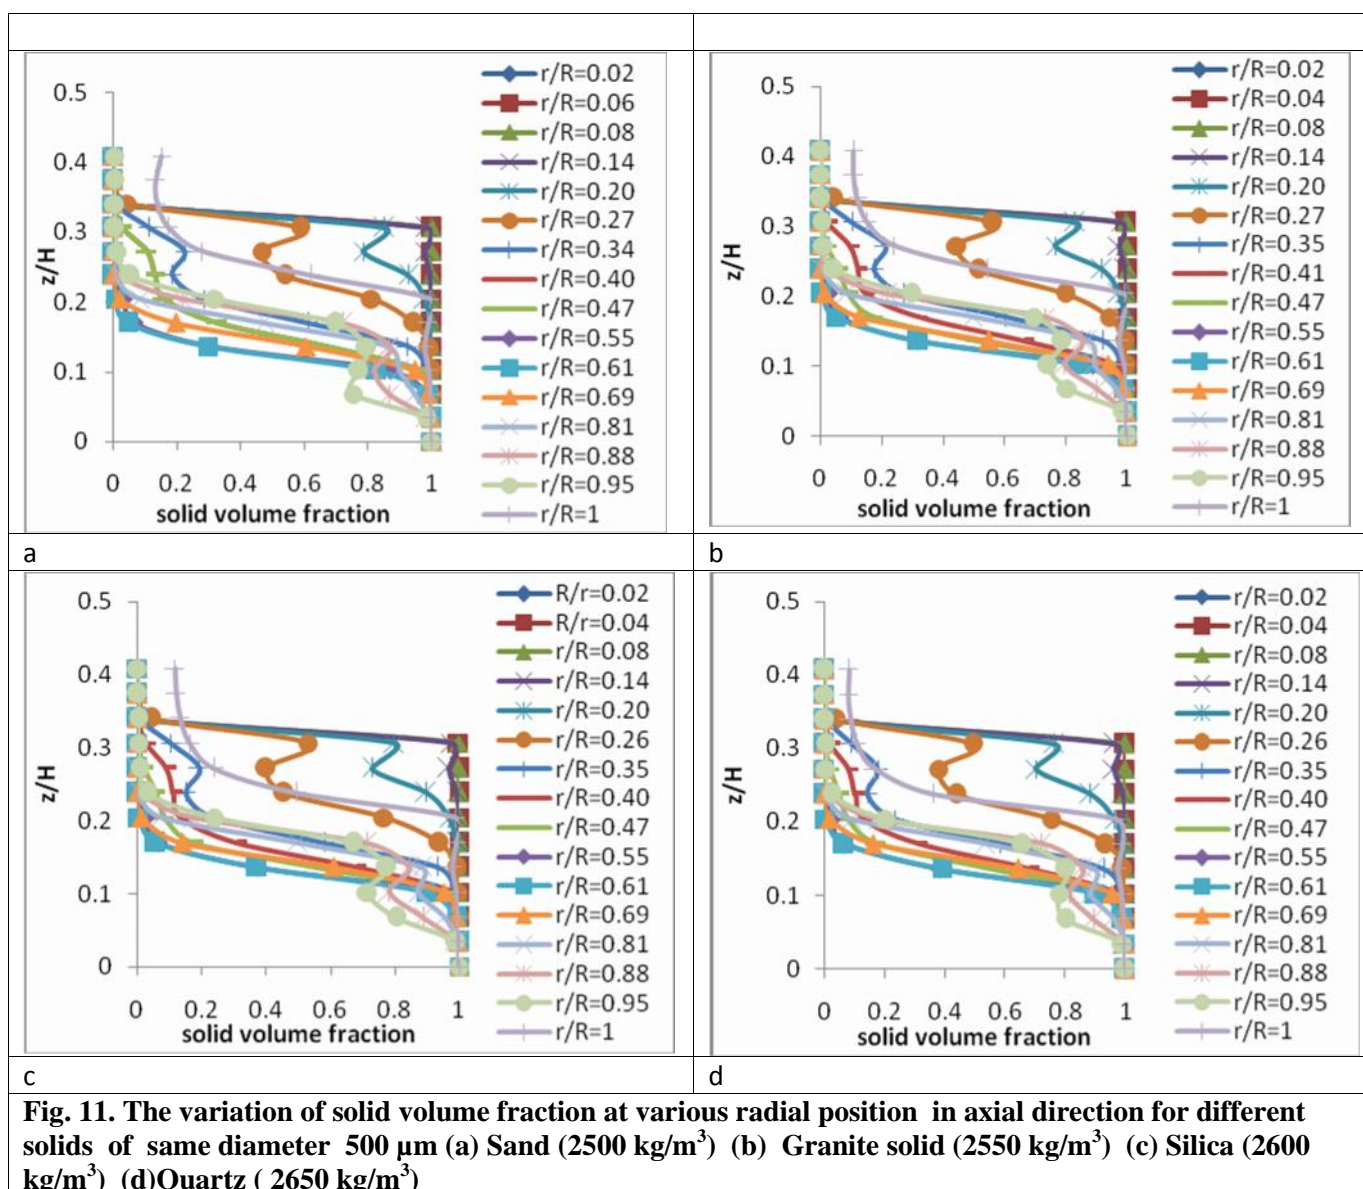 0.5
0.4
0.3
0.2
0.1
0
z/H
0 0.2 0.4 0.6 0.8 1
solid volume fraction
r/R=0.02
r/R=0.06
r/R=0.08
r/R=0.14
r/R=0.20
r/R=0.27
r/R=0.34
r/R=0.40
r/R=0.47
r/R=0.55
r/R=0.61
r/R=0.69
r/R=0.81
r/R=0.88
r/R=0.95
r/R=1
a
0.5
0.4
0.3
0.2
0.1
0
z/H
0 0.2 0.4 0.6 0.8 1
solid volume fraction
r/R=0.02
r/R=0.04
r/R=0.08
r/R=0.14
r/R=0.20
r/R=0.27
r/R=0.35
r/R=0.41
r/R=0.47
r/R=0.55
r/R=0.61
r/R=0.69
r/R=0.81
r/R=0.88
r/R=0.95
r/R=1
b
0.5
0.4
0.3
0.2
0.1
0
z/H
0 0.2 0.4 0.6 0.8 1
solid volume fraction
R/r=0.02
R/r=0.04
r/R=0.08
r/R=0.14
r/R=0.20
r/R=0.26
r/R=0.35
r/R=0.40
r/R=0.47
r/R=0.55
r/R=0.61
r/R=0.69
r/R=0.81
r/R=0.88
r/R=0.95
r/R=1
c
0.5
0.4
0.3
0.2
0.1
0
z/H
0 0.2 0.4 0.6 0.8 1
solid volume fraction
r/R=0.02
r/R=0.04
r/R=0.08
r/R=0.14
r/R=0.20
r/R=0.26
r/R=0.35
r/R=0.40
r/R=0.47
r/R=0.55
r/R=0.61
r/R=0.69
r/R=0.81
r/R=0.88
r/R=0.95
r/R=1
d
Fig. 11. The variation of solid volume fraction at various radial position in axial direction for different
solids of same diameter 500 µm (a) Sand (2500 kg/m³) (b) Granite solid (2550 kg/m³) (c) Silica (2600
kg/m³) (d)Quartz ( 2650 kg/m³)